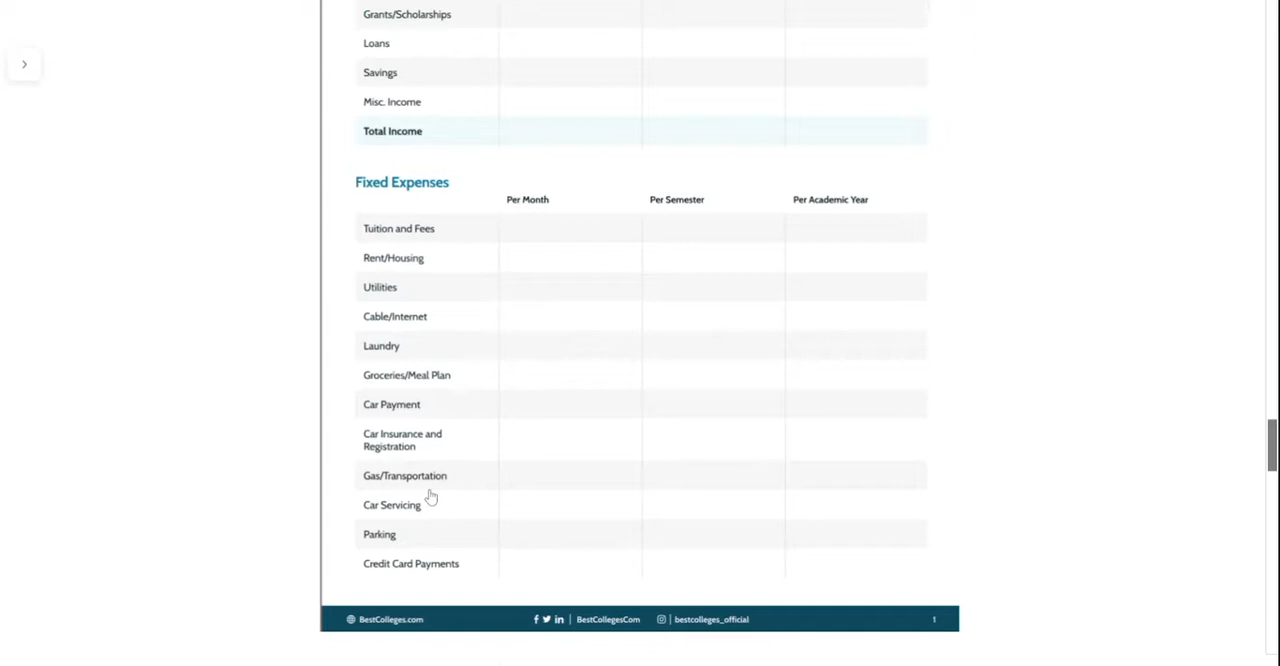 Grants/Scholarships
Loans
Savings
Misc. Income
Total Income
Fixed Expenses
Per Month Per Semester Per Academic Year
Tuition and Fees
Rent/Housing
Utilities
Cable/Internet
Laundry
Groceries/Meal Plan
Car Payment
Car Insurance and
Registration
Gas/Transportation
Car Servicing
Parking
Credit Card Payments
BestColleges.com BestCollegesCom bestcolleges_official 1